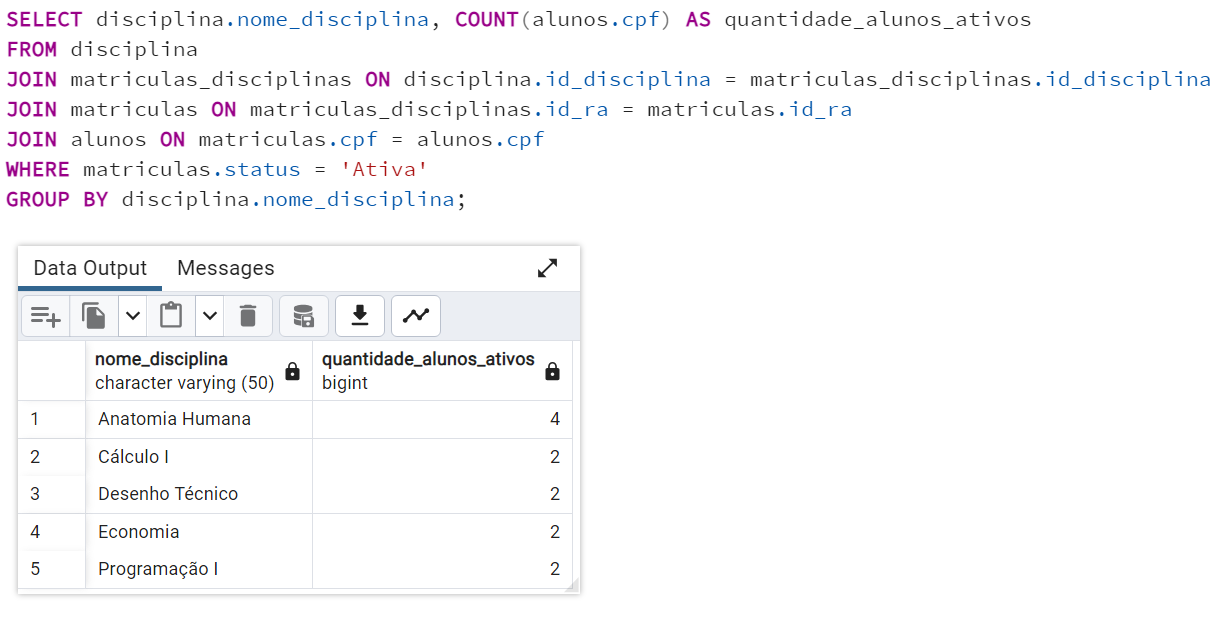 SELECT disciplina.nome_disciplina, COUNT(alunos.cpf) AS quantidade_alunos_ativos
FROM disciplina
JOIN matriculas_disciplinas ON disciplina.id_disciplina = matriculas_disciplinas.id_disciplina
JOIN matriculas ON matriculas_disciplinas.id_ra = matriculas.id_ra
JOIN alunos ON matriculas.cpf = alunos.cpf
WHERE matriculas.status = 'Ativa'
GROUP BY disciplina.nome_disciplina;
Data Output Messages
nome_disciplina quantidade_alunos_ativos
character varying (50) bigint
1 Anatomia Humana 4
2 Cálculo I 2
3 Desenho Técnico 2
4 Economia 2
5 Programação I 2